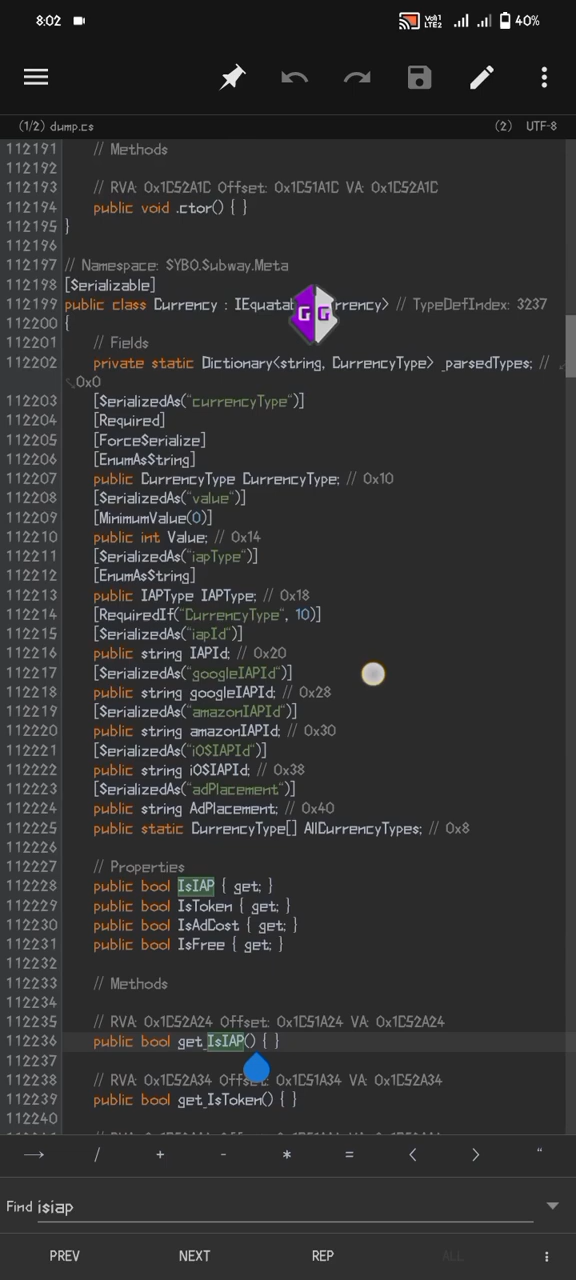 8:02 Vo))1 LTE2 40%
(1/2) dump.cs (2) UTF-8
112191 // Methods
112192
112193 // RVA: 0x1C52A1C Offset: 0x1C51A1C VA: 0x1C52A1C
112194 public void .ctor() { }
112195 }
112196
112197 // Namespace: SYBO.Subway.Meta
112198 [Serializable]
112199 public class Currency : IEquatab rrency> // TypeDefIndex: 3237
G G
112200 {
112201 // Fields
112202 private static Dictionary<string, CurrencyType> _parsedTypes; //
0x0
112203 [SerializedAs("currencyType")]
112204 [Required]
112205 [ForceSerialize]
112206 [EnumAsString]
112207 public CurrencyType CurrencyType; // 0x10
112208 [SerializedAs("value")]
112209 [MinimumValue(0)]
112210 public int Value; // 0x14
112211 [SerializedAs("iapType")]
112212 [EnumAsString]
112213 public IAPType IAPType; // 0x18
112214 [RequiredIf("CurrencyType", 10)]
112215 [SerializedAs("iapId")]
112216 public string IAPId; // 0x20
112217 [SerializedAs("googleIAPId")]
112218 public string googleIAPId; // 0x28
112219 [SerializedAs("amazonIAPId")]
112220 public string amazonIAPId; // 0x30
112221 [SerializedAs("iOSIAPId")]
112222 public string iOSIAPId; // 0x38
112223 [SerializedAs("adPlacement")]
112224 public string AdPlacement; // 0x40
112225 public static CurrencyType[] AllCurrencyTypes; // 0x8
112226
112227 // Properties
112228 public bool IsIAP { get; }
112229 public bool IsToken { get; }
112230 public bool IsAdCost { get; }
112231 public bool IsFree { get; }
112232
112233 // Methods
112234
112235 // RVA: 0x1C52A24 Offset: 0x1C51A24 VA: 0x1C52A24
112236 public bool get_IsIAP() { }
112237
112238 // RVA: 0x1C52A34 Offset: 0x1C51A34 VA: 0x1C52A34
112239 public bool get_IsToken() { }
112240
→ / + - * = < > "
Find isiap
PREV NEXT REP ALL